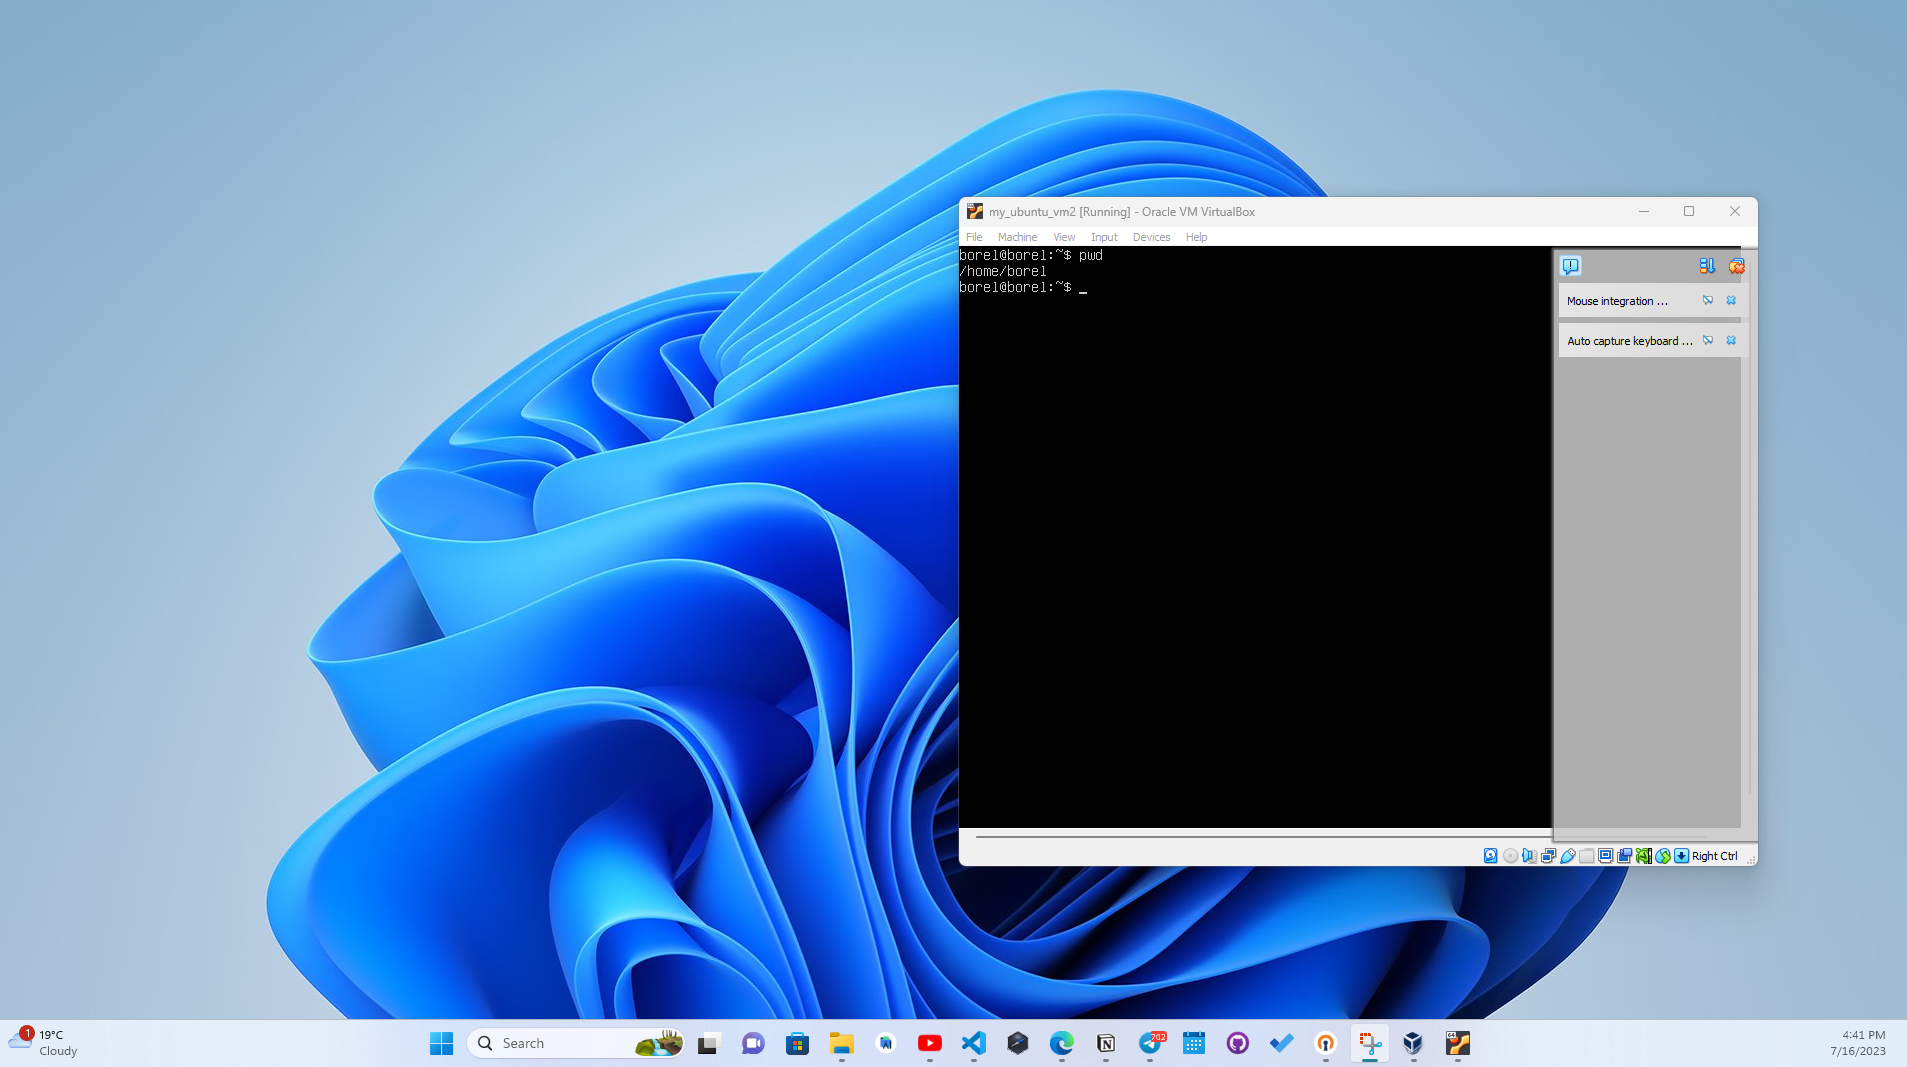 my_ubuntu_vm2 [Running] - Oracle VM VirtualBox
File Machine View Input Devices Help
borel@borel:~$ pwd
/home/borel
borel@borel:~$ _
Mouse integration ...
Auto capture keyboard ...
Right Ctrl
1
19°C
Cloudy
Search
702
4:41 PM
7/16/2023